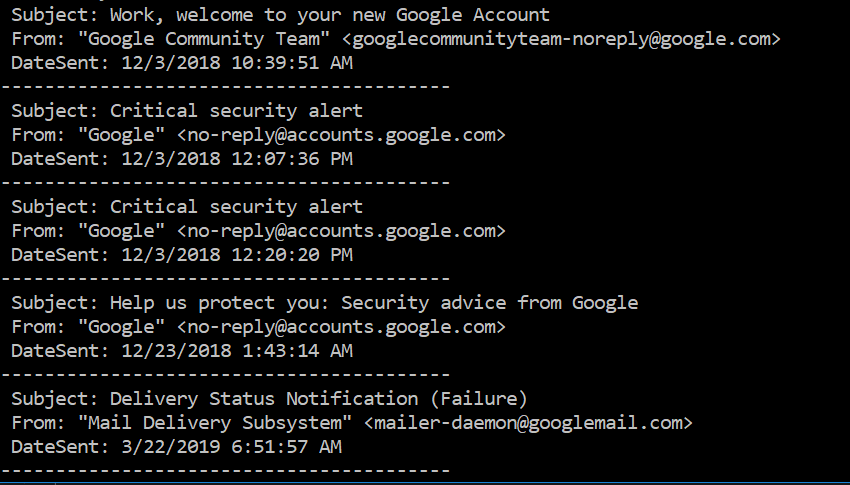 Subject: Work, welcome to your new Google Account
From: "Google Community Team" <googlecommunityteam-noreply@google.com>
DateSent: 12/3/2018 10:39:51 AM
-----------------------------------------
Subject: Critical security alert
From: "Google" <no-reply@accounts.google.com>
DateSent: 12/3/2018 12:07:36 PM
-----------------------------------------
Subject: Critical security alert
From: "Google" <no-reply@accounts.google.com>
DateSent: 12/3/2018 12:20:20 PM
-----------------------------------------
Subject: Help us protect you: Security advice from Google
From: "Google" <no-reply@accounts.google.com>
DateSent: 12/23/2018 1:43:14 AM
-----------------------------------------
Subject: Delivery Status Notification (Failure)
From: "Mail Delivery Subsystem" <mailer-daemon@googlemail.com>
DateSent: 3/22/2019 6:51:57 AM
-----------------------------------------